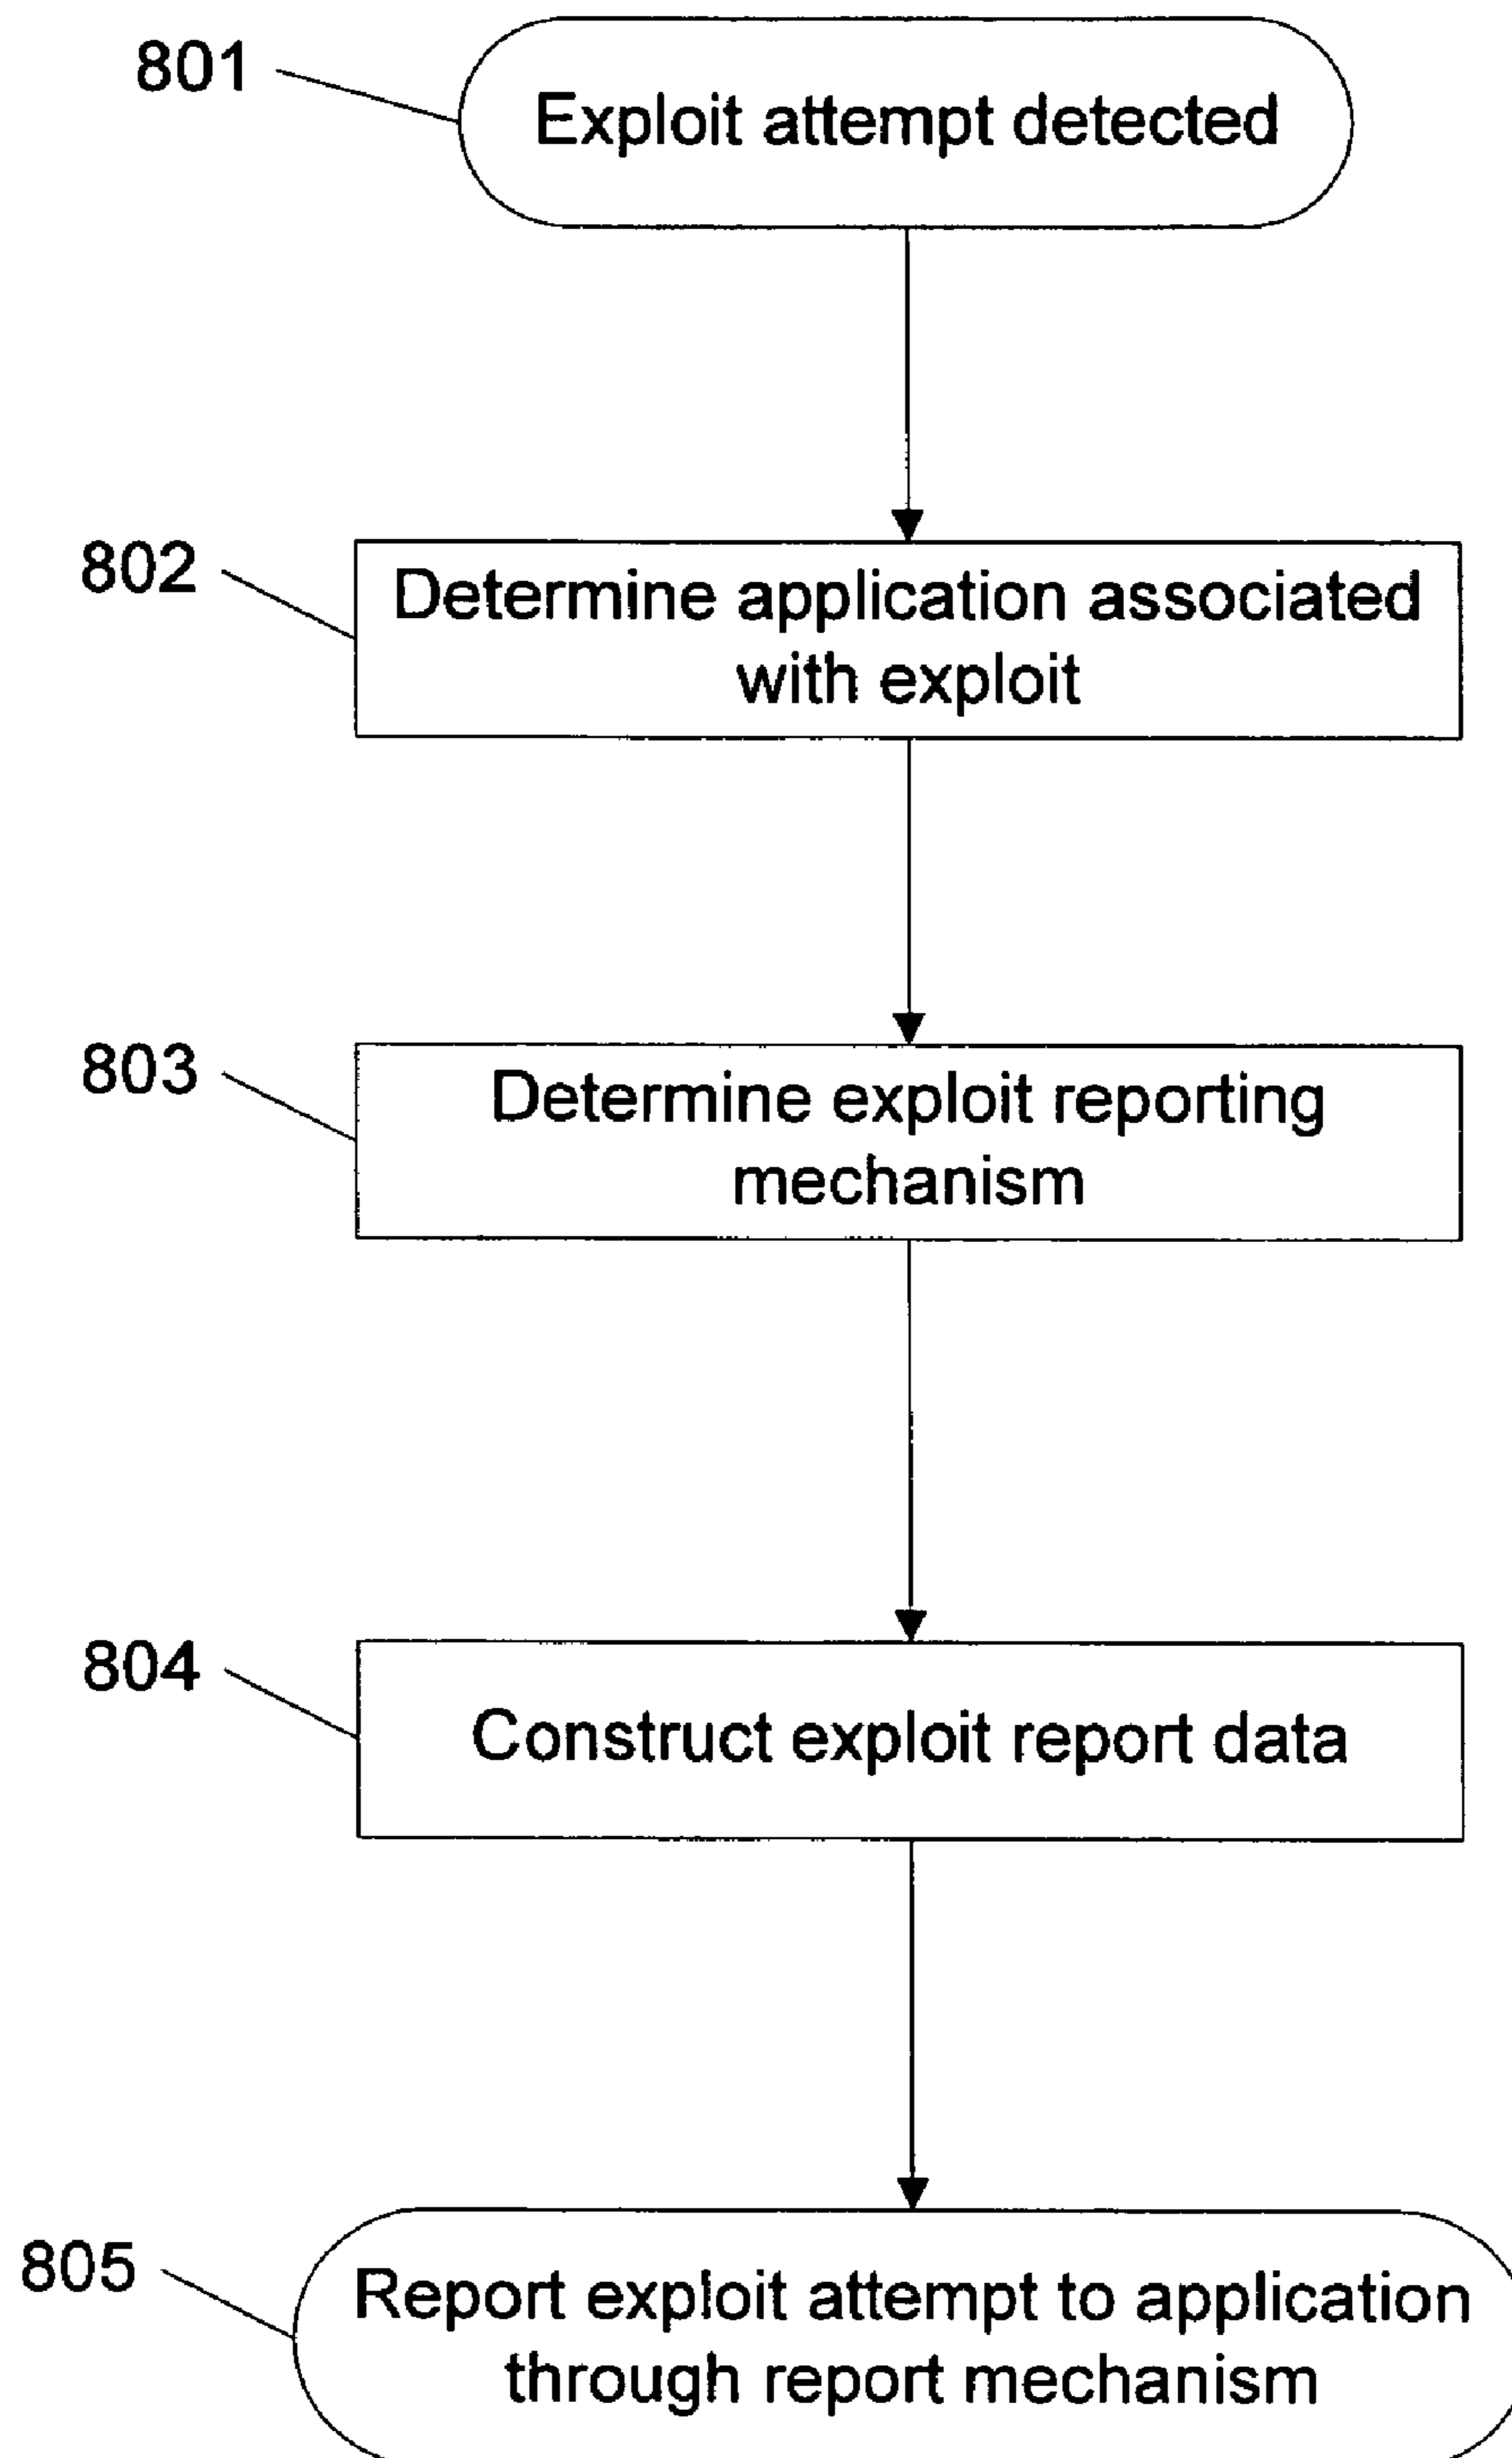 801
Exploit attempt detected
802
Determine application associated
with exploit
803
Determine exploit reporting
mechanism
804
Construct exploit report data
805
Report exploit attempt to application
through report mechanism